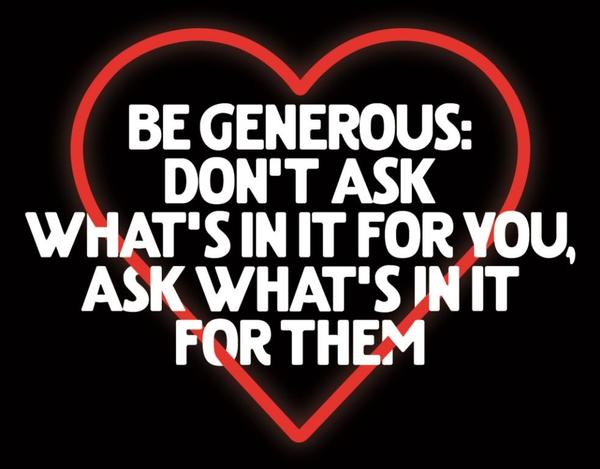 BE GENEROUS:
DON'T ASK
WHAT'S IN IT FOR YOU,
ASK WHAT'S IN IT
FOR THEM